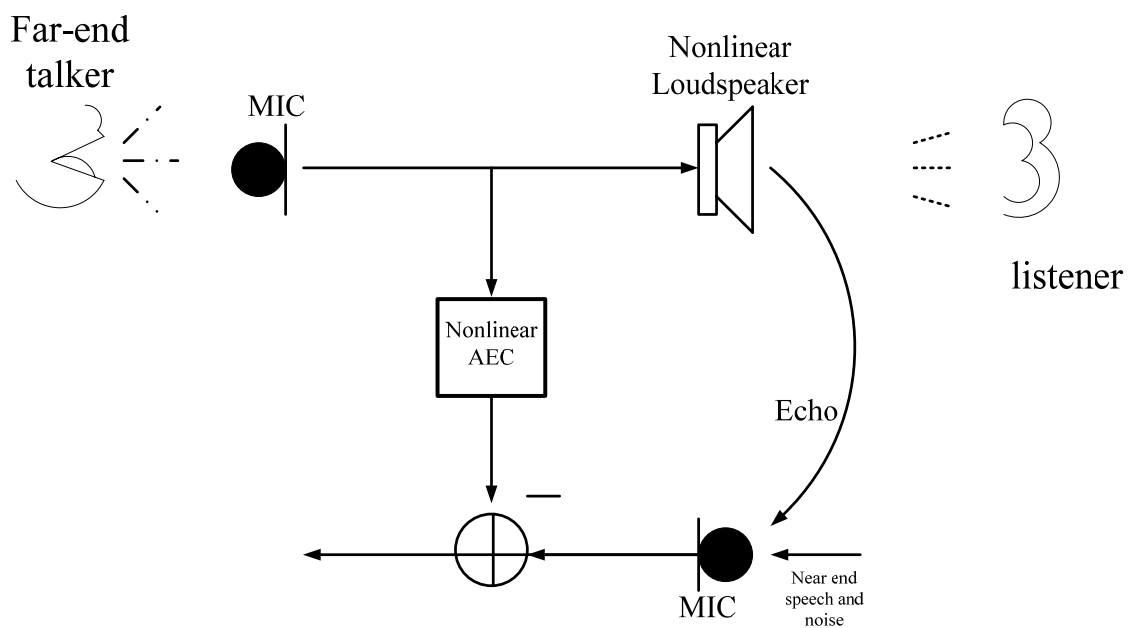 Far-end
talker
MIC
Nonlinear
Loudspeaker
listener
Nonlinear
AEC
Echo
—
MIC
Near end
speech and
noise